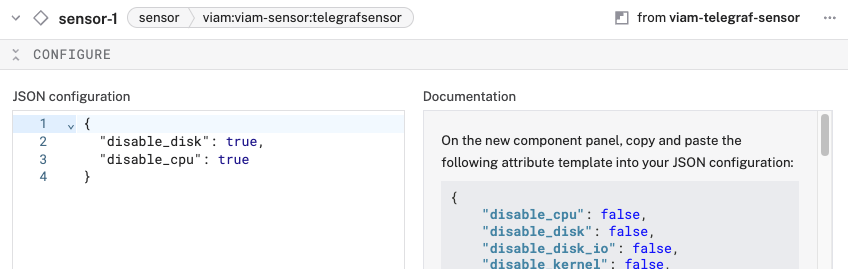 sensor-1 sensor viam:viam-sensor:telegrafsensor from viam-telegraf-sensor ...
CONFIGURE
JSON configuration
1 {
2 "disable_disk": true,
3 "disable_cpu": true
4 }
Documentation
On the new component panel, copy and paste the
following attribute template into your JSON configuration:
{
"disable_cpu": false,
"disable_disk": false,
"disable_disk_io": false,
"disable_kernel": false,